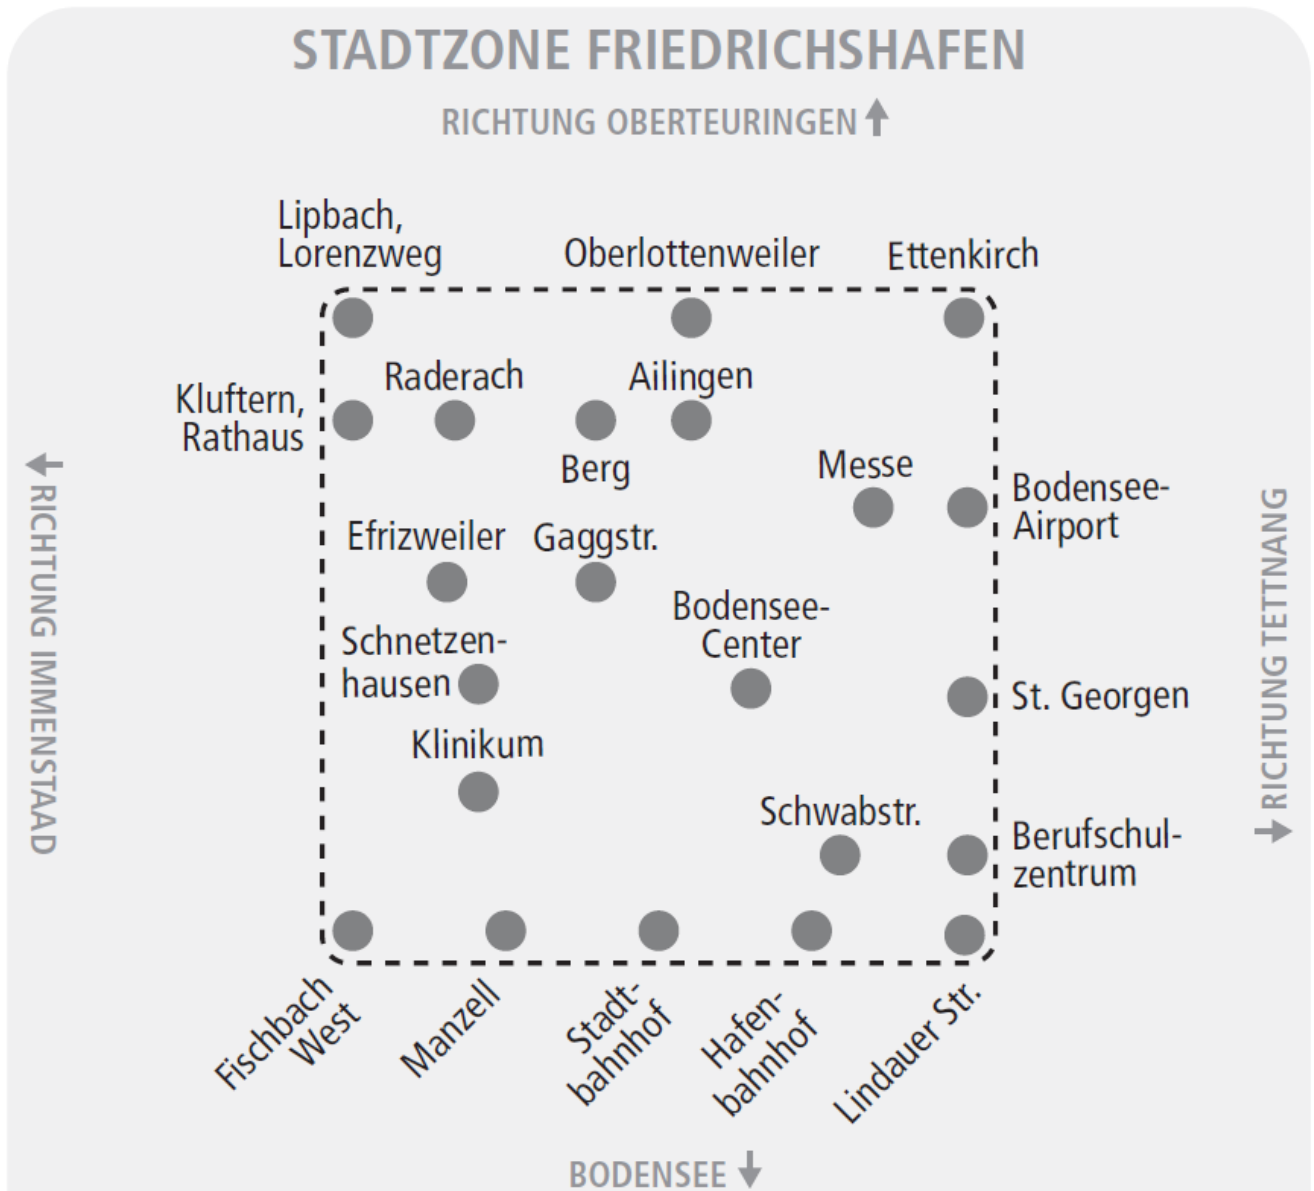 STADTZONE FRIEDRICHSHAFEN
RICHTUNG OBERTEURINGEN
Lipbach,
Lorenzweg
Oberlottenweiler
Ettenkirch
Kluftern,
Rathaus
Raderach
Ailingen
Berg
Messe
Bodensee-
Airport
RICHTUNG IMMENSTAAD
RICHTUNG TETTNANG
Efrizweiler
Gaggstr.
Bodensee-
Center
Schnetzen-
hausen
St. Georgen
Klinikum
Schwabstr.
Berufschul-
zentrum
Fischbach
West
Manzell
Stadt-
bahnhof
Hafen-
bahnhof
Lindauer Str.
BODENSEE